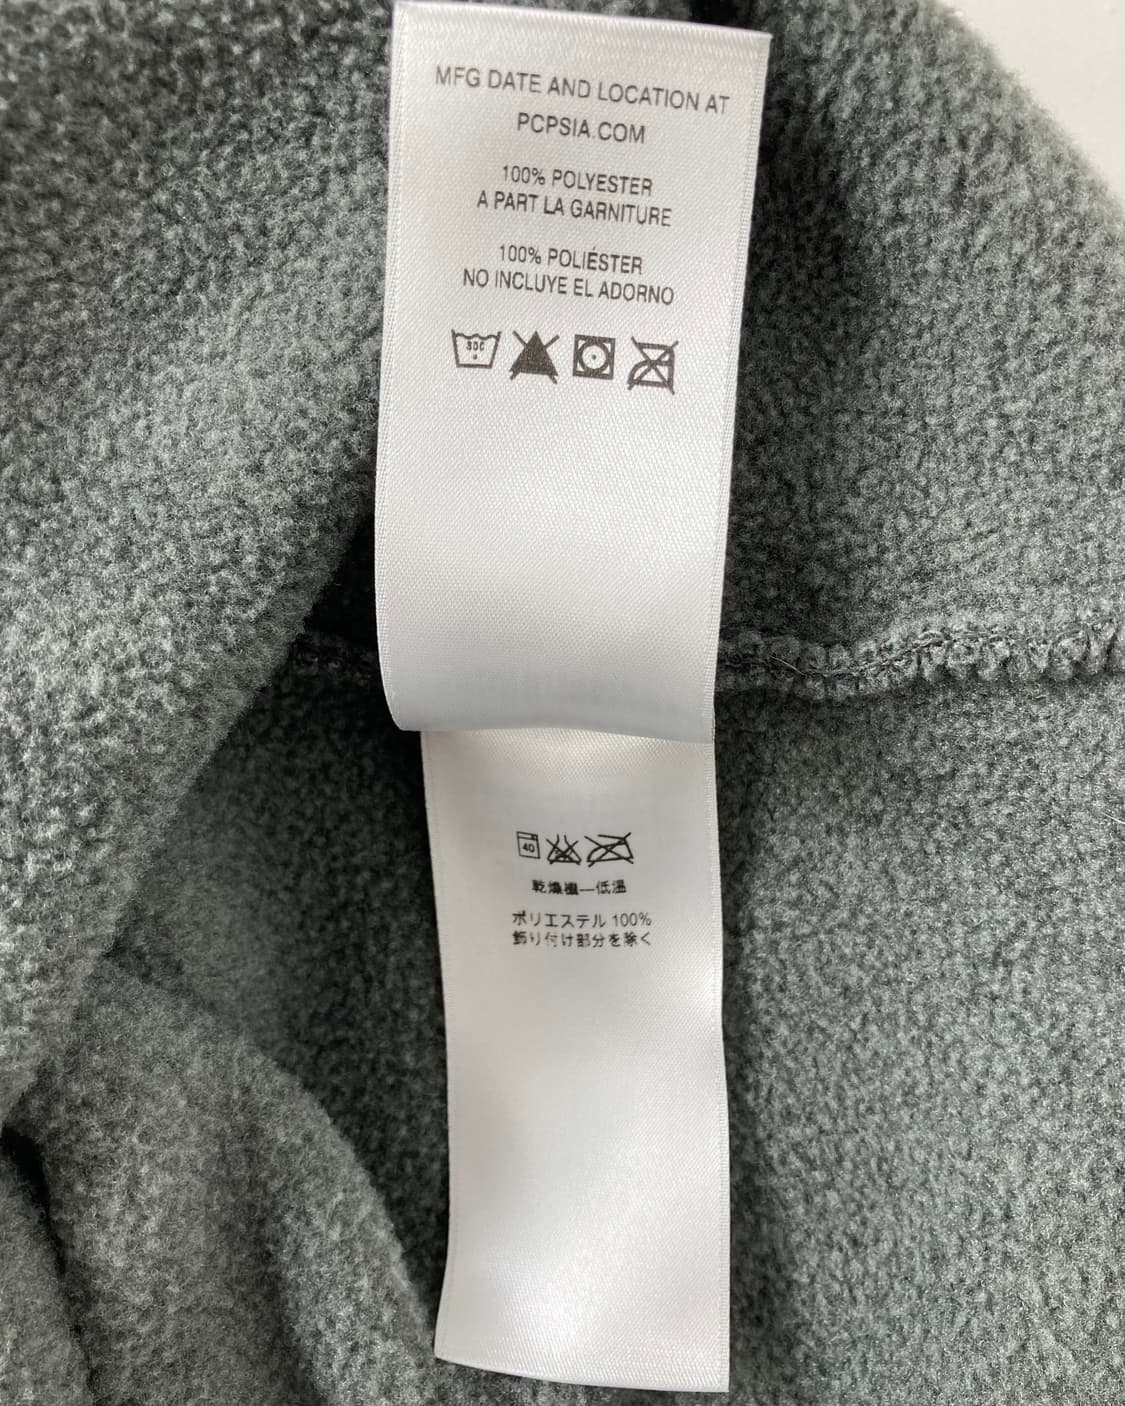 MFG DATE AND LOCATION AT
PCPSIA.COM
100% POLYESTER
A PART LA GARNITURE
100% POLIÉSTER
NO INCLUYE EL ADORNO
30C
40
乾燥機—低温
ポリエステル 100%
飾り付け部分を除く